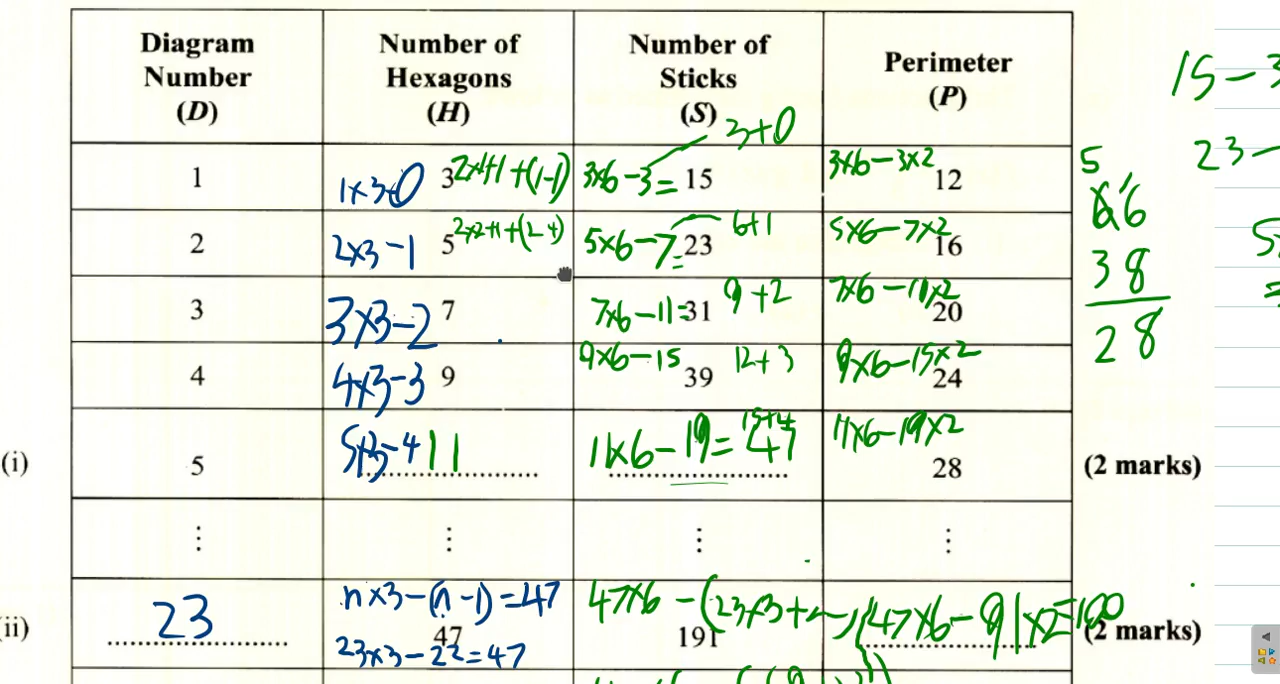 Diagram Number (D) Number of Hexagons (H) Number of Sticks (S) Perimeter (P)
15 - 3
3+0
1 1×3-0 3 2×1+1+(1-1) 3×6-3= 15 3×6-3×2 12
5 23-
66
2 2×3-1 5 2×2+1+ 5×6-7= 23 6+1 5×6-7×2 16
38
3 3×3-2 7 7×6-11= 31 9+2 7×6-11×2 20
28
4 4×3-3 9 9×6-15 39 12+3 9×6-15×2 24
(i) 5 5×3-4 11 11×6-19= 47 15+4 11×6-19×2 28 (2 marks)
⋮ ⋮ ⋮ ⋮
n×3-(n-1)=47
(ii) 23 47 47×6-(23×3+ 191 47×6-91×2=100 (2 marks)
23×3-22=47